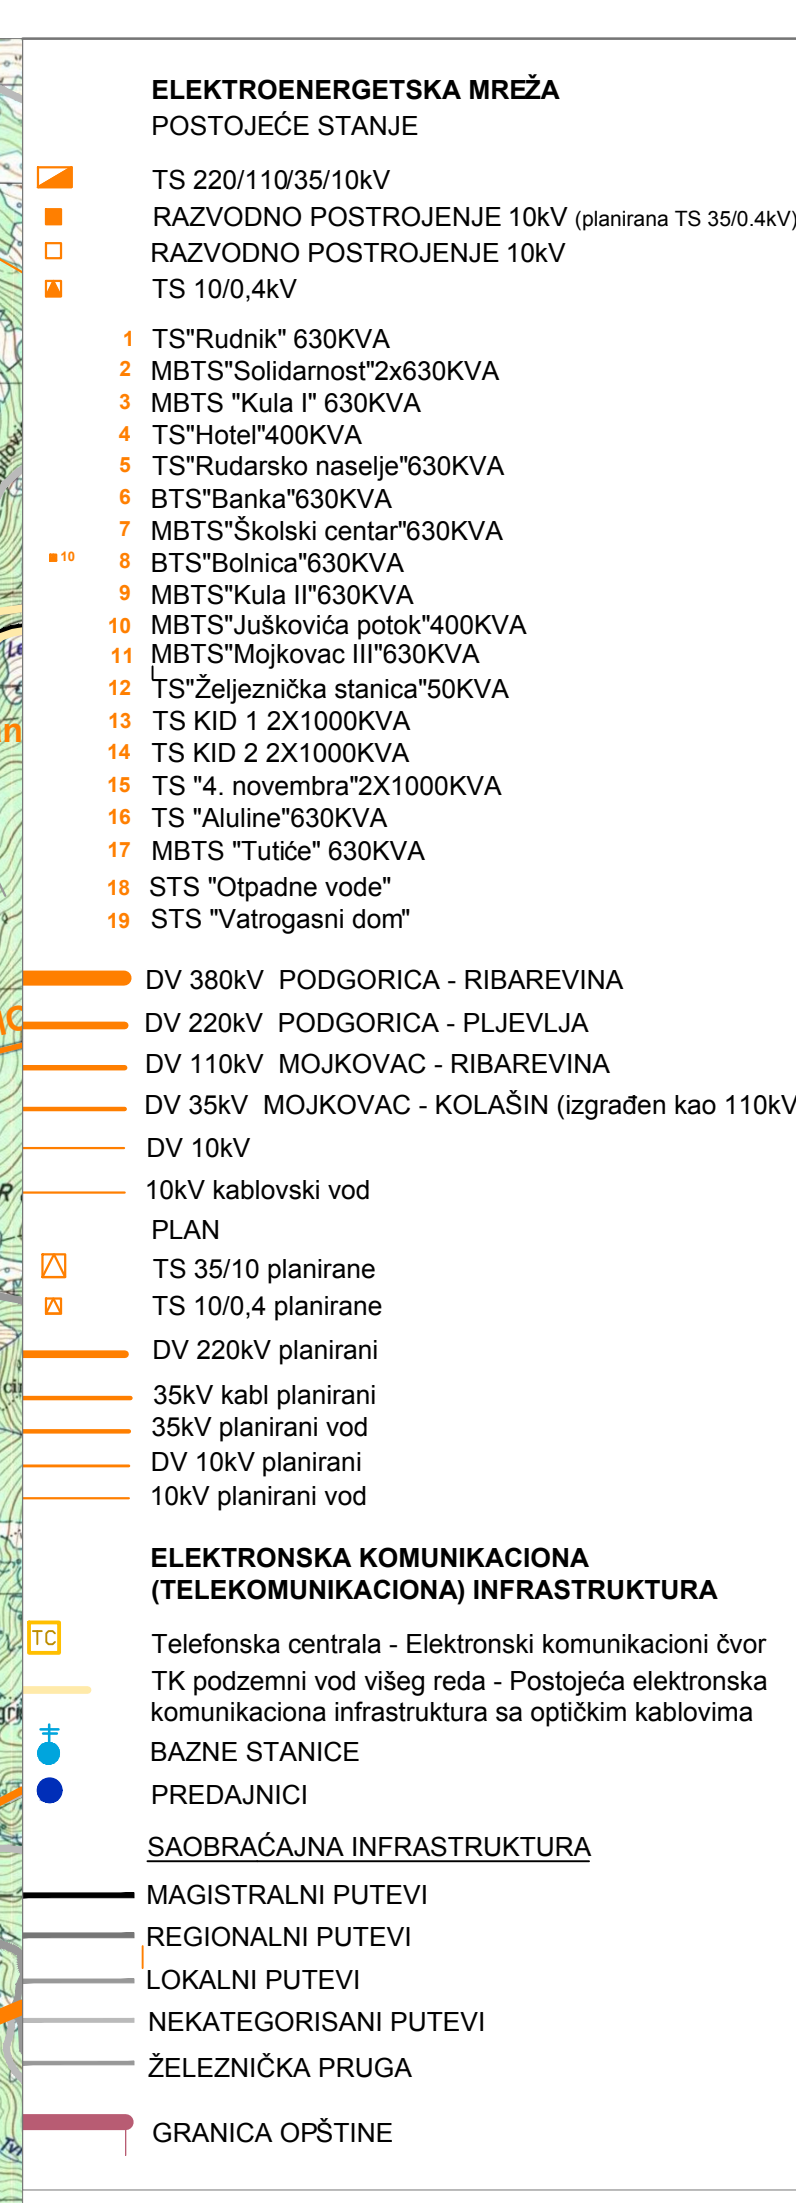 ELEKTROENERGETSKA MREŽA
POSTOJEĆE STANJE
TS 220/110/35/10kV
RAZVODNO POSTROJENJE 10kV (planirana TS 35/0.4kV)
RAZVODNO POSTROJENJE 10kV
TS 10/0,4kV
1 TS"Rudnik" 630KVA
2 MBTS"Solidarnost"2x630KVA
3 MBTS "Kula I" 630KVA
4 TS"Hotel"400KVA
5 TS"Rudarsko naselje"630KVA
6 BTS"Banka"630KVA
7 MBTS"Školski centar"630KVA
10 8 BTS"Bolnica"630KVA
9 MBTS"Kula II"630KVA
10 MBTS"Juškovića potok"400KVA
11 MBTS"Mojkovac III"630KVA
12 TS"Željeznička stanica"50KVA
13 TS KID 1 2X1000KVA
14 TS KID 2 2X1000KVA
15 TS "4. novembra"2X1000KVA
16 TS "Aluline"630KVA
17 MBTS "Tutiće" 630KVA
18 STS "Otpadne vode"
19 STS "Vatrogasni dom"
DV 380kV PODGORICA - RIBAREVINA
DV 220kV PODGORICA - PLJEVLJA
DV 110kV MOJKOVAC - RIBAREVINA
DV 35kV MOJKOVAC - KOLAŠIN (izgrađen kao 110kV
DV 10kV
10kV kablovski vod
PLAN
TS 35/10 planirane
TS 10/0,4 planirane
DV 220kV planirani
35kV kabl planirani
35kV planirani vod
DV 10kV planirani
10kV planirani vod
ELEKTRONSKA KOMUNIKACIONA
(TELEKOMUNIKACIONA) INFRASTRUKTURA
TC Telefonska centrala - Elektronski komunikacioni čvor
TK podzemni vod višeg reda - Postojeća elektronska
komunikaciona infrastruktura sa optičkim kablovima
BAZNE STANICE
PREDAJNICI
SAOBRAĆAJNA INFRASTRUKTURA
MAGISTRALNI PUTEVI
REGIONALNI PUTEVI
LOKALNI PUTEVI
NEKATEGORISANI PUTEVI
ŽELEZNIČKA PRUGA
GRANICA OPŠTINE